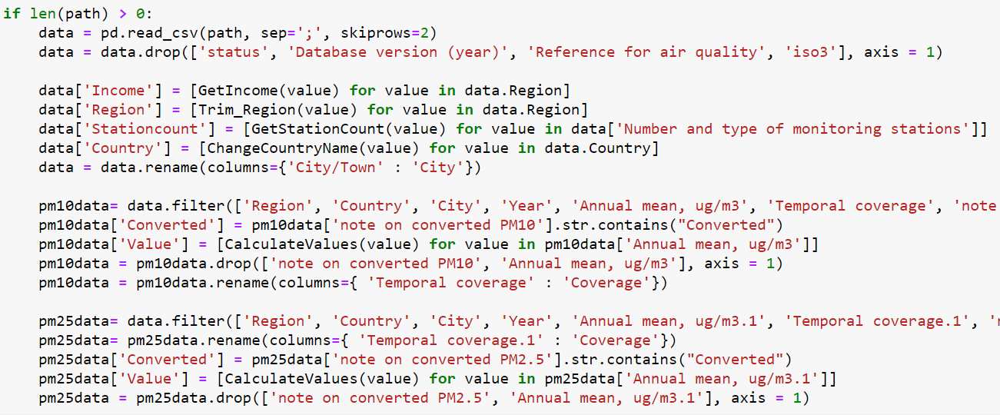 if len(path) > 0:
    data = pd.read_csv(path, sep=';', skiprows=2)
    data = data.drop(['status', 'Database version (year)', 'Reference for air quality', 'iso3'], axis = 1)

    data['Income'] = [GetIncome(value) for value in data.Region]
    data['Region'] = [Trim_Region(value) for value in data.Region]
    data['Stationcount'] = [GetStationCount(value) for value in data['Number and type of monitoring stations']]
    data['Country'] = [ChangeCountryName(value) for value in data.Country]
    data = data.rename(columns={'City/Town' : 'City'})

    pm10data= data.filter(['Region', 'Country', 'City', 'Year', 'Annual mean, ug/m3', 'Temporal coverage', 'note
    pm10data['Converted'] = pm10data['note on converted PM10'].str.contains("Converted")
    pm10data['Value'] = [CalculateValues(value) for value in pm10data['Annual mean, ug/m3']]
    pm10data = pm10data.drop(['note on converted PM10', 'Annual mean, ug/m3'], axis = 1)
    pm10data = pm10data.rename(columns={ 'Temporal coverage' : 'Coverage'})

    pm25data= data.filter(['Region', 'Country', 'City', 'Year', 'Annual mean, ug/m3.1', 'Temporal coverage.1', '
    pm25data= pm25data.rename(columns={ 'Temporal coverage.1' : 'Coverage'})
    pm25data['Converted'] = pm25data['note on converted PM2.5'].str.contains("Converted")
    pm25data['Value'] = [CalculateValues(value) for value in pm25data['Annual mean, ug/m3.1']]
    pm25data = pm25data.drop(['note on converted PM2.5', 'Annual mean, ug/m3.1'], axis = 1)